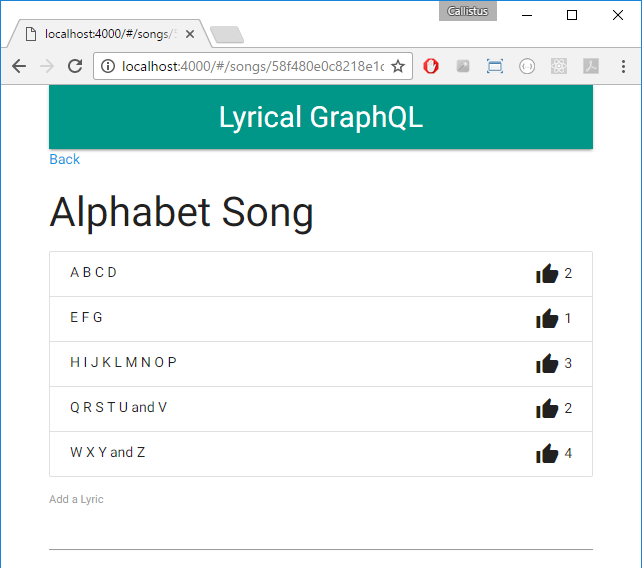 Callistus
localhost:4000/#/songs/5
localhost:4000/#/songs/58f480e0c8218e1c
Lyrical GraphQL
Back
Alphabet Song
A B C D 2
E F G 1
H I J K L M N O P 3
Q R S T U and V 2
W X Y and Z 4
Add a Lyric